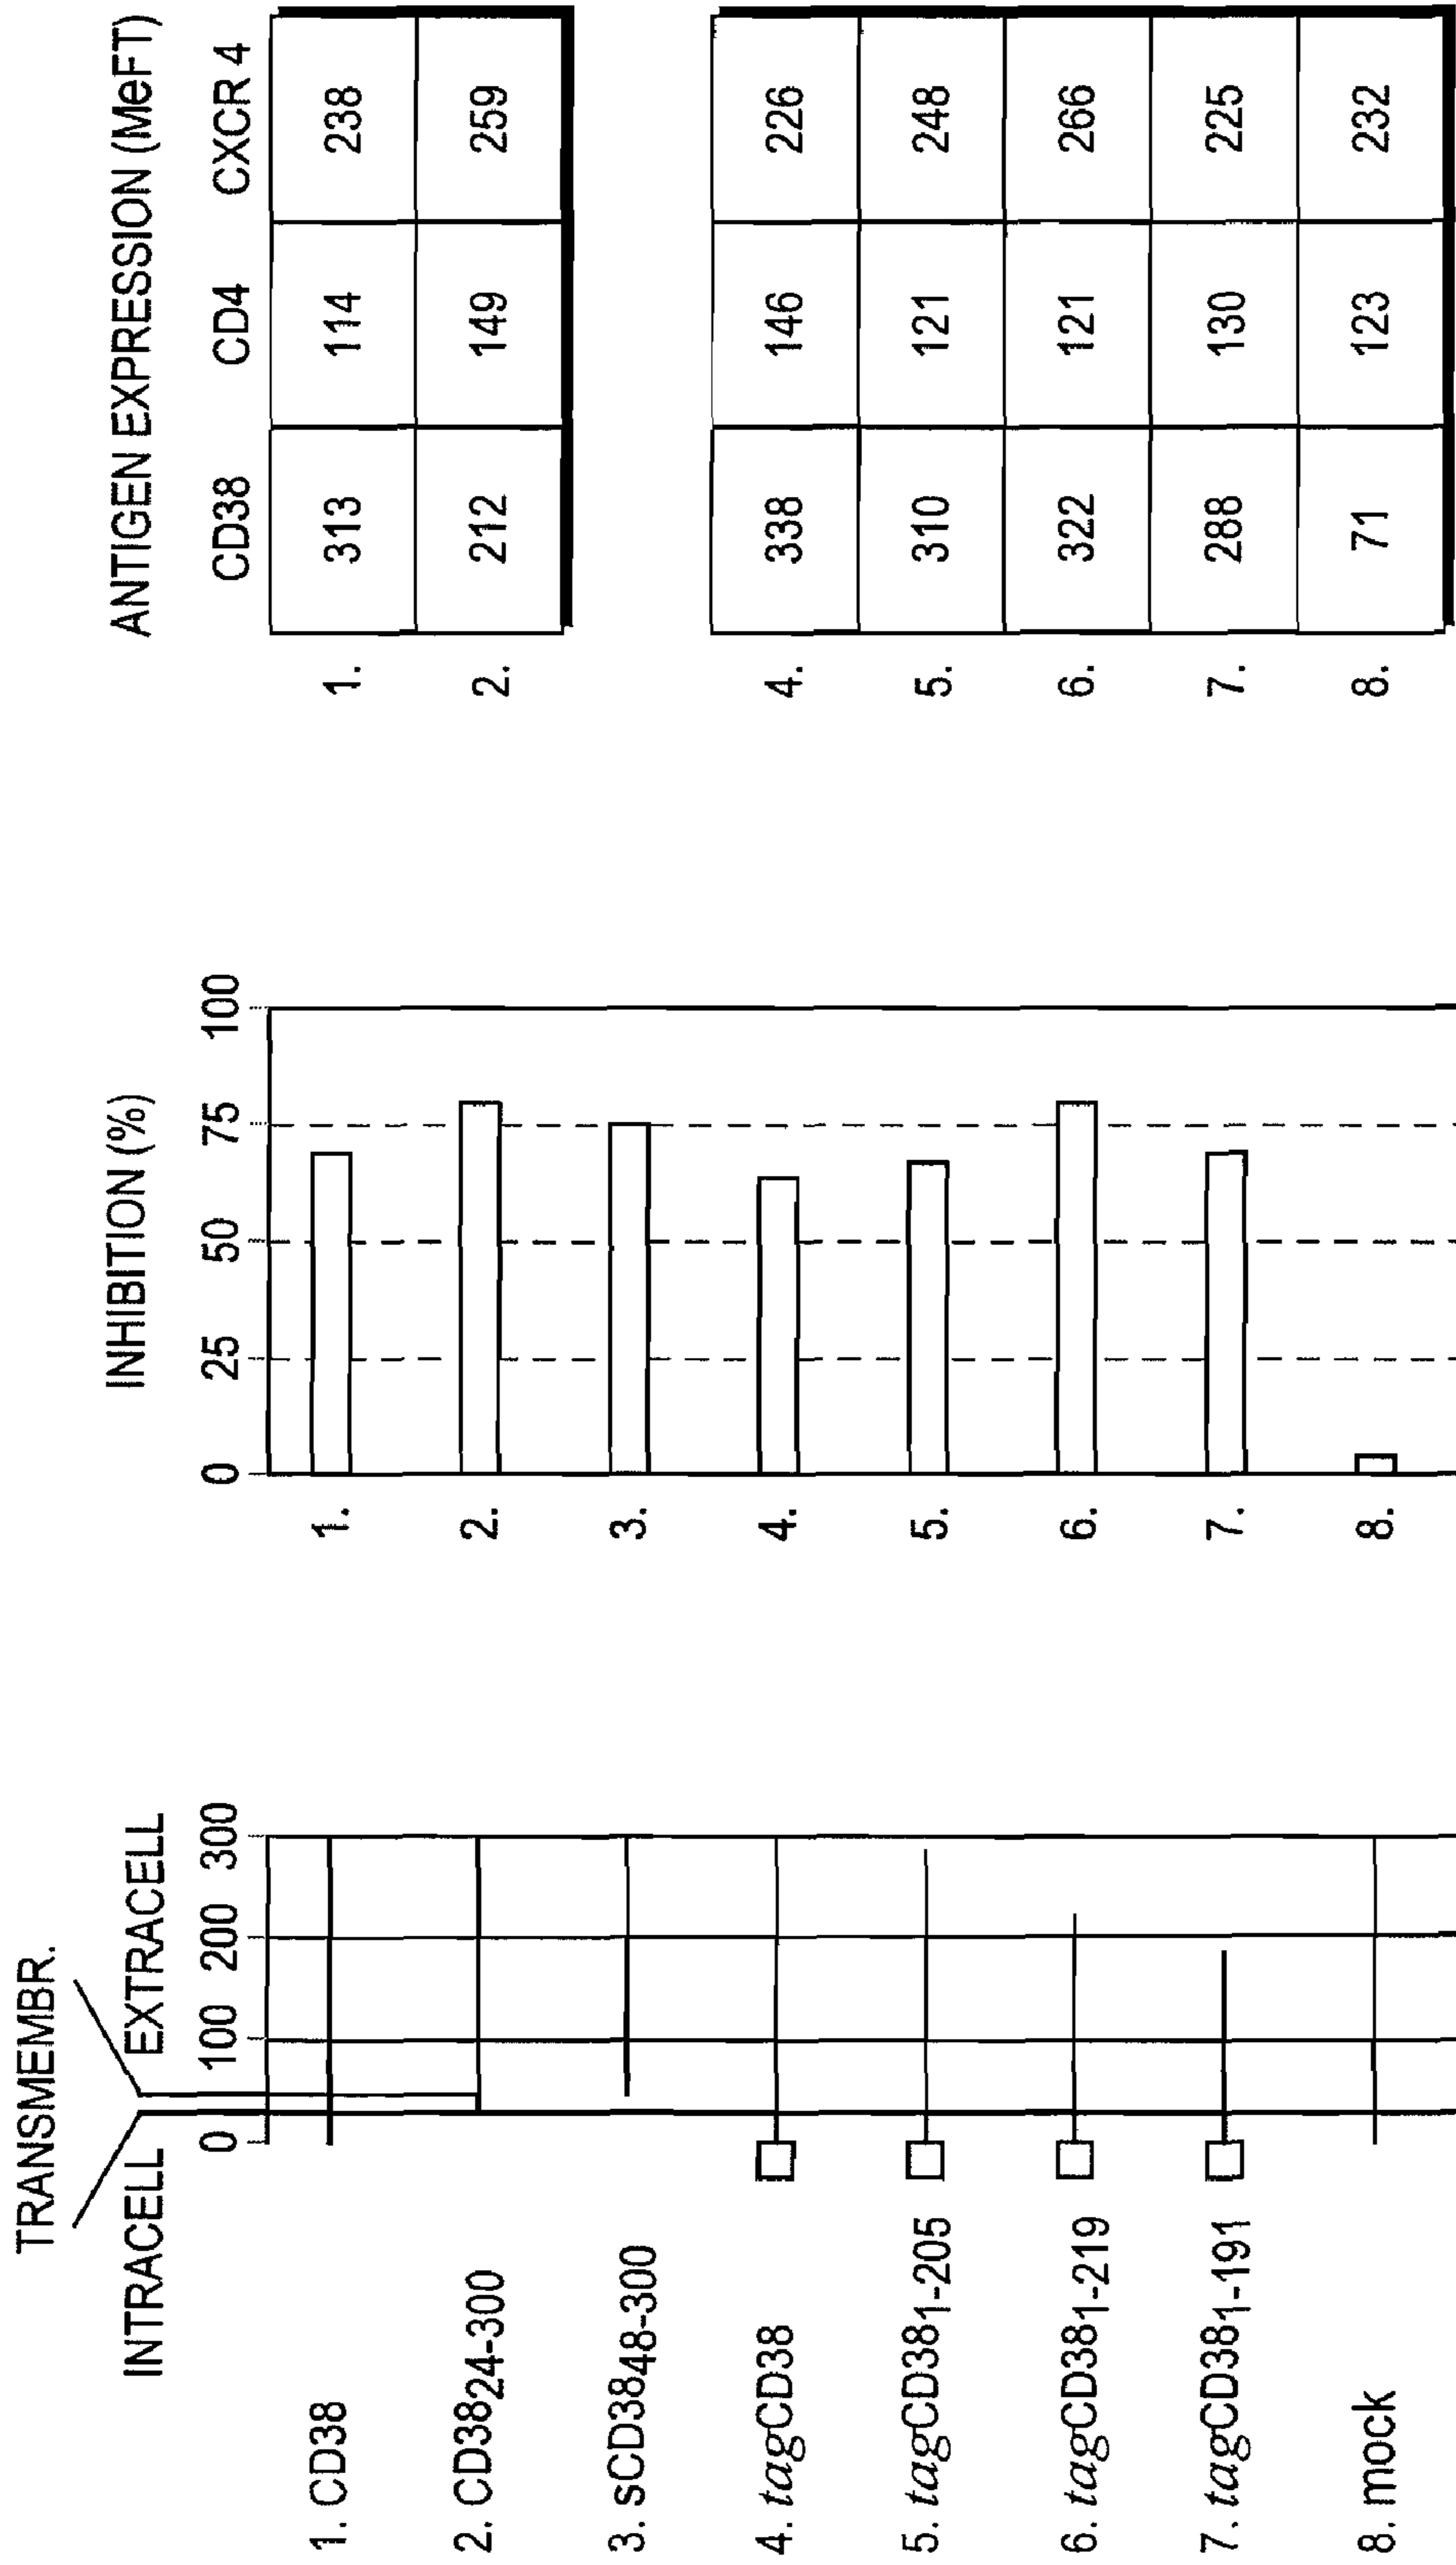 TRANSMEMBR.
INTRACELL EXTRACELL
0 100 200 300
1. CD38
2. CD3824-300
3. sCD3848-300
4. tagCD38
5. tagCD381-205
6. tagCD381-219
7. tagCD381-191
8. mock
INHIBITION (%)
0 25 50 75 100
1.
2.
3.
4.
5.
6.
7.
8.
ANTIGEN EXPRESSION (MeFT)
CD38 CD4 CXCR 4
1. 313 114 238
2. 212 149 259
4. 338 146 226
5. 310 121 248
6. 322 121 266
7. 288 130 225
8. 71 123 232